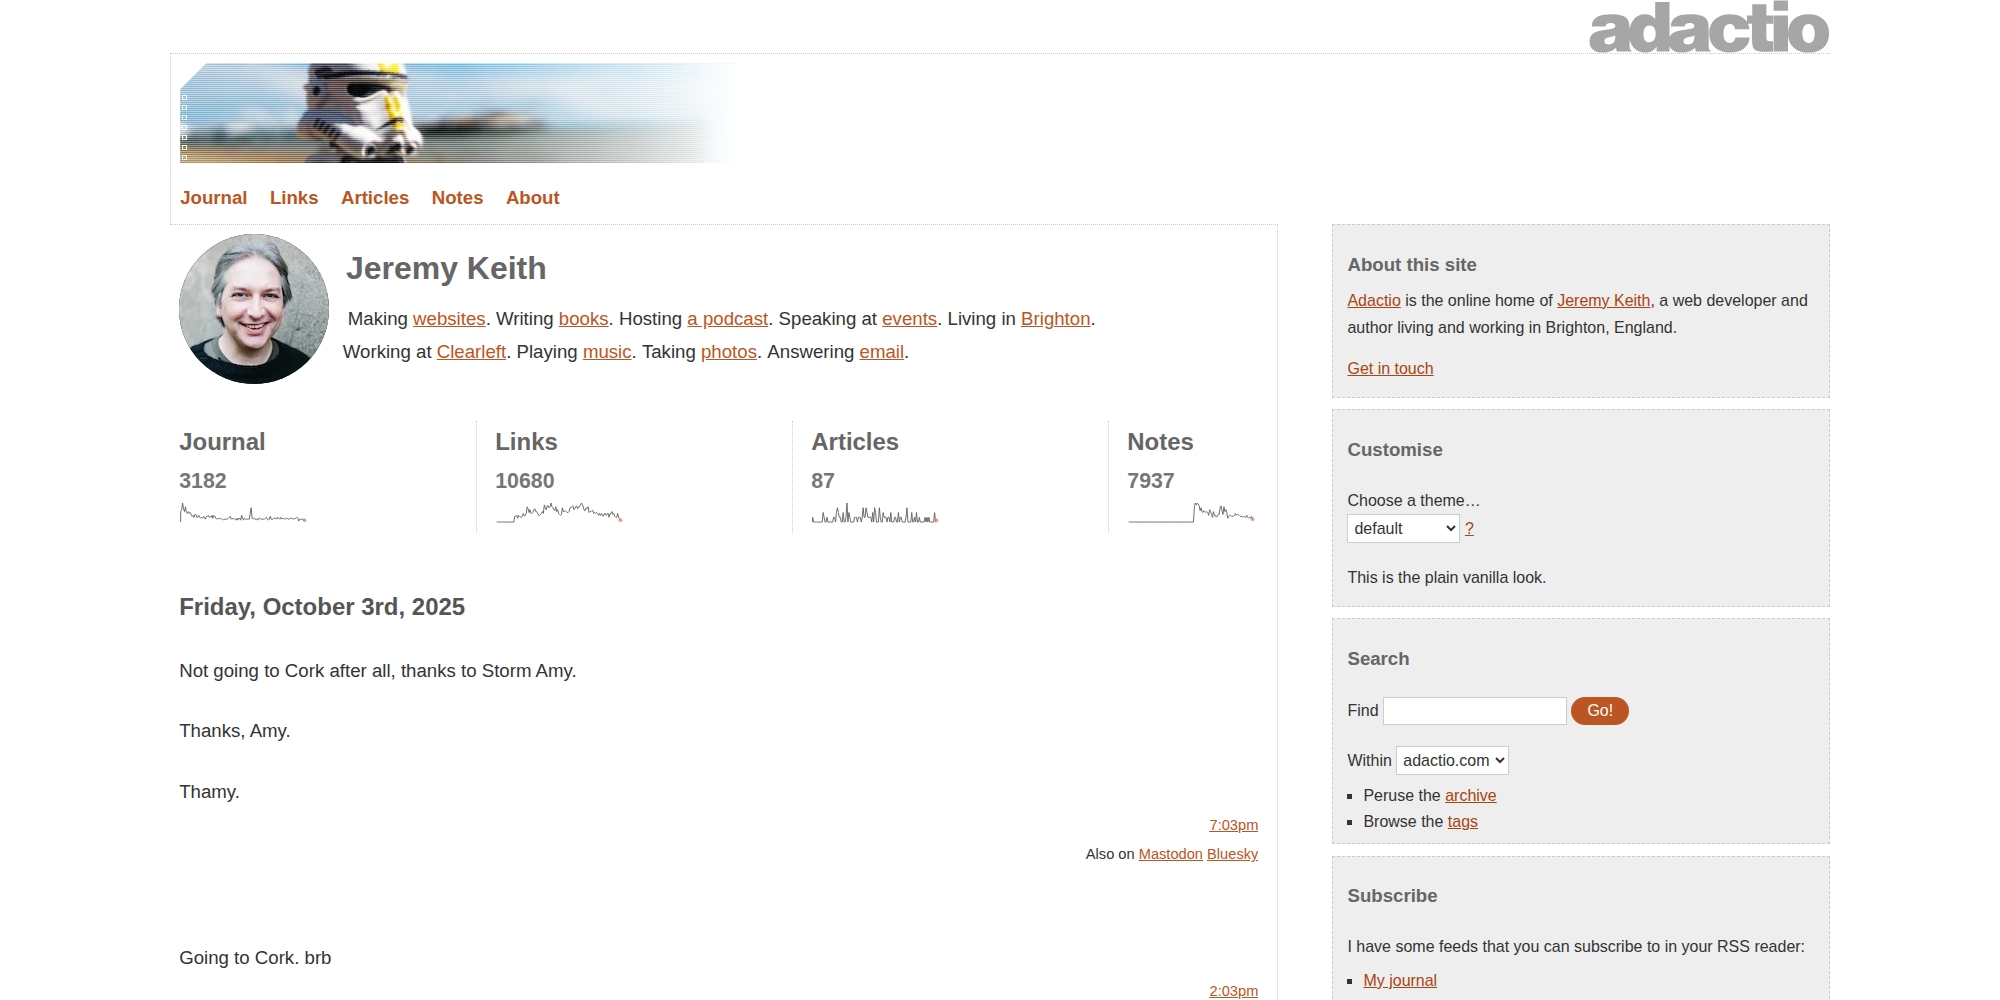 adactio
Journal Links Articles Notes About
Jeremy Keith
Making websites. Writing books. Hosting a podcast. Speaking at events. Living in Brighton.
Working at Clearleft. Playing music. Taking photos. Answering email.
Journal
3182
Links
10680
Articles
87
Notes
7937
Friday, October 3rd, 2025
Not going to Cork after all, thanks to Storm Amy.
Thanks, Amy.
Thamy.
7:03pm
Also on Mastodon Bluesky
Going to Cork. brb
2:03pm
About this site
Adactio is the online home of Jeremy Keith, a web developer and
author living and working in Brighton, England.
Get in touch
Customise
Choose a theme…
default ?
This is the plain vanilla look.
Search
Find Go!
Within adactio.com
Peruse the archive
Browse the tags
Subscribe
I have some feeds that you can subscribe to in your RSS reader:
My journal